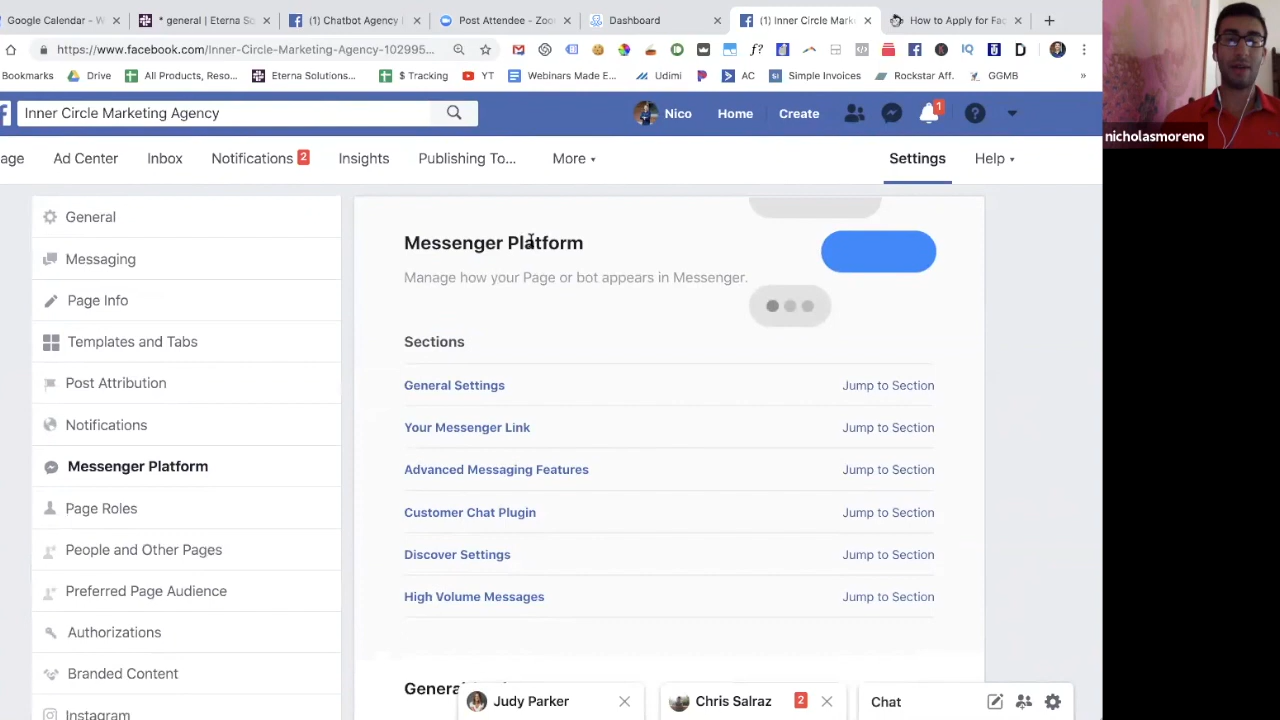 Google Calendar - W
* general | Eterna So
(1) Chatbot Agency
Post Attendee - Zoo
Dashboard
(1) Inner Circle Mark
How to Apply for Fac
https://www.facebook.com/Inner-Circle-Marketing-Agency-102995...
Bookmarks
Drive
All Products, Reso...
Eterna Solutions...
$ Tracking
YT
Webinars Made E...
Udimi
AC
Simple Invoices
Rockstar Aff.
GGMB
»
Inner Circle Marketing Agency
Nico
Home
Create
1
nicholasmoreno
age
Ad Center
Inbox
Notifications 2
Insights
Publishing To...
More
Settings
Help
General
Messaging
Page Info
Templates and Tabs
Post Attribution
Notifications
Messenger Platform
Page Roles
People and Other Pages
Preferred Page Audience
Authorizations
Branded Content
Instagram
Messenger Platform
Manage how your Page or bot appears in Messenger.
Sections
General Settings
Jump to Section
Your Messenger Link
Jump to Section
Advanced Messaging Features
Jump to Section
Customer Chat Plugin
Jump to Section
Discover Settings
Jump to Section
High Volume Messages
Jump to Section
General
Judy Parker
Chris Salraz
2
Chat